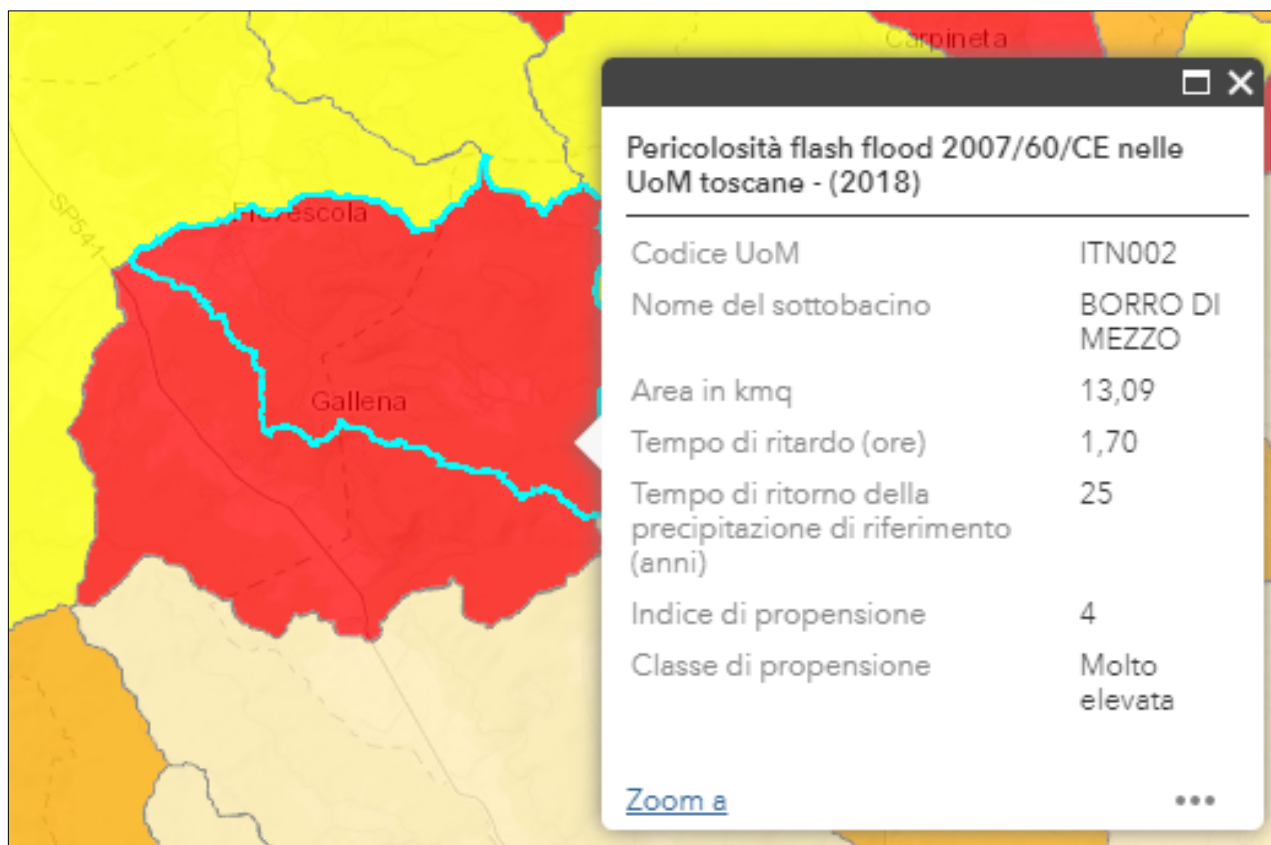 Carpineta
Pievescola
SP541
Gallena
Pericolosità flash flood 2007/60/CE nelle
UoM toscane - (2018)
Codice UoM ITN002
Nome del sottobacino BORRO DI
MEZZO
Area in kmq 13,09
Tempo di ritardo (ore) 1,70
Tempo di ritorno della 25
precipitazione di riferimento
(anni)
Indice di propensione 4
Classe di propensione Molto
elevata
Zoom a